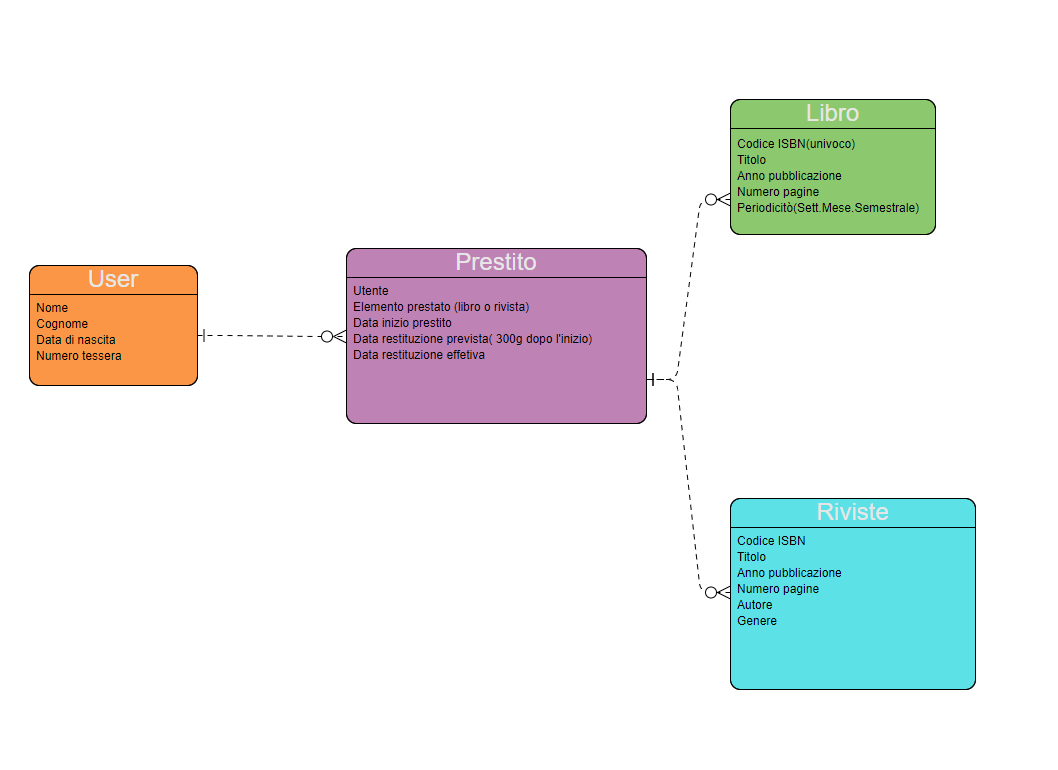 User
Nome
Cognome
Data di nascita
Numero tessera
Prestito
Utente
Elemento prestato (libro o rivista)
Data inizio prestito
Data restituzione prevista( 300g dopo l'inizio)
Data restituzione effetiva
Libro
Codice ISBN(univoco)
Titolo
Anno pubblicazione
Numero pagine
Periodicitò(Sett.Mese.Semestrale)
Riviste
Codice ISBN
Titolo
Anno pubblicazione
Numero pagine
Autore
Genere